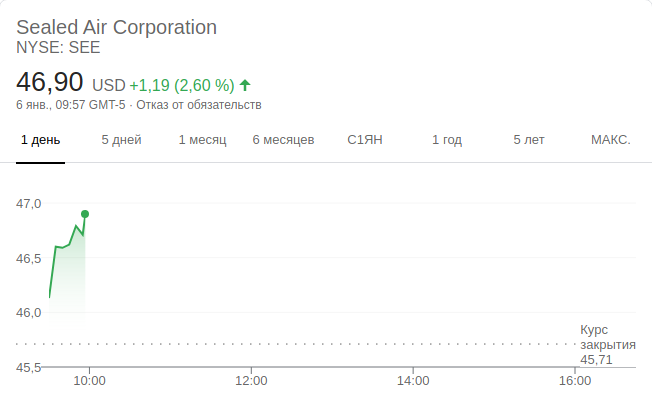 Sealed Air Corporation
NYSE: SEE
46,90 USD +1,19 (2,60 %)
6 янв., 09:57 GMT-5 · Отказ от обязательств
1 день 5 дней 1 месяц 6 месяцев С1ЯН 1 год 5 лет МАКС.
47,0
46,5
46,0
Курс
закрытия
45,71
45,5
10:00 12:00 14:00 16:00